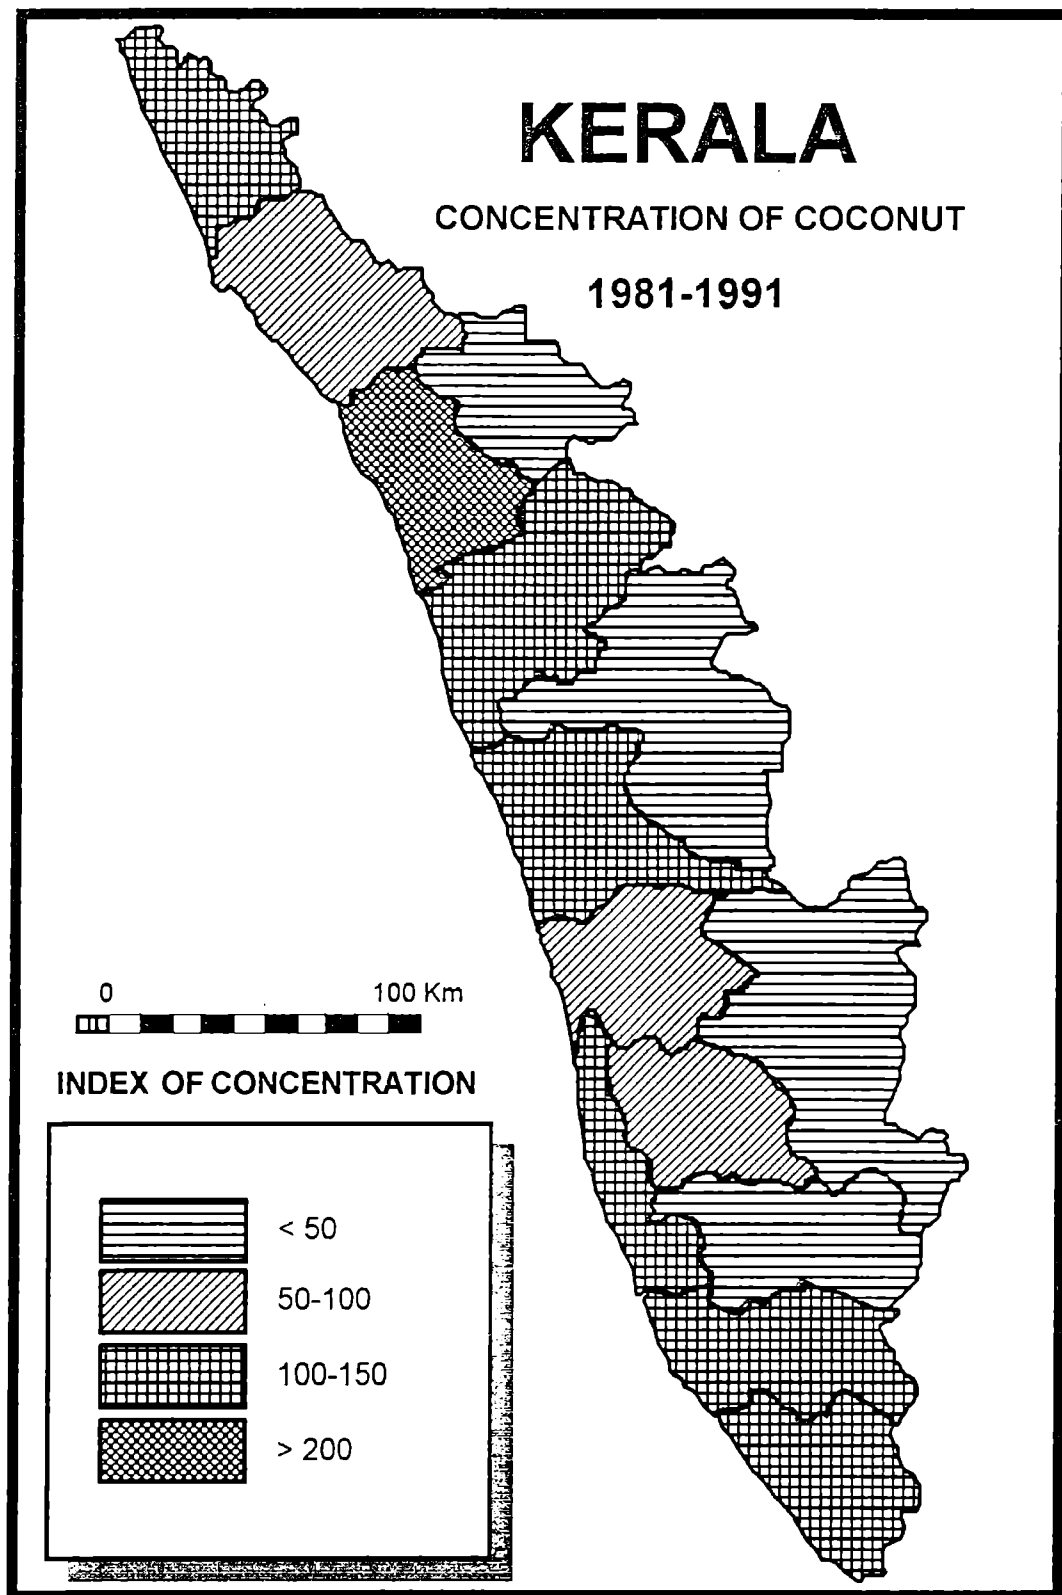 KERALA
CONCENTRATION OF COCONUT
1981-1991
0 100 Km
INDEX OF CONCENTRATION
< 50
50-100
100-150
> 200